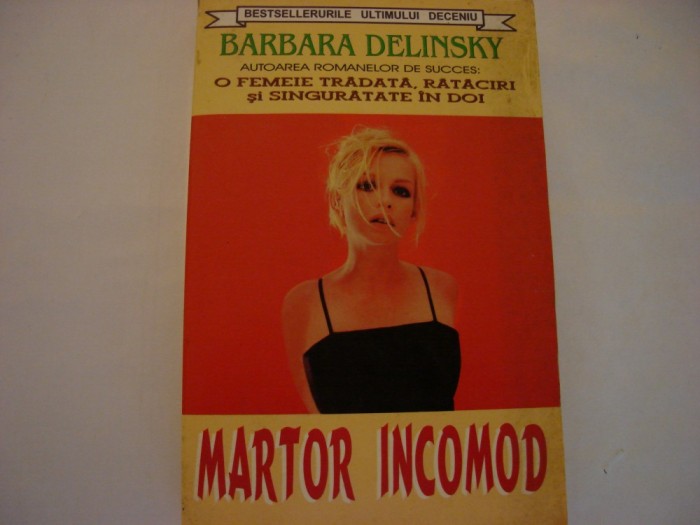 BESTSELLERURILE ULTIMULUI DECENIU
BARBARA DELINSKY
AUTOAREA ROMANELOR DE SUCCES:
O FEMEIE TRĂDATĂ, RĂTĂCIRI
și SINGURĂTATE ÎN DOI
MARTOR INCOMOD